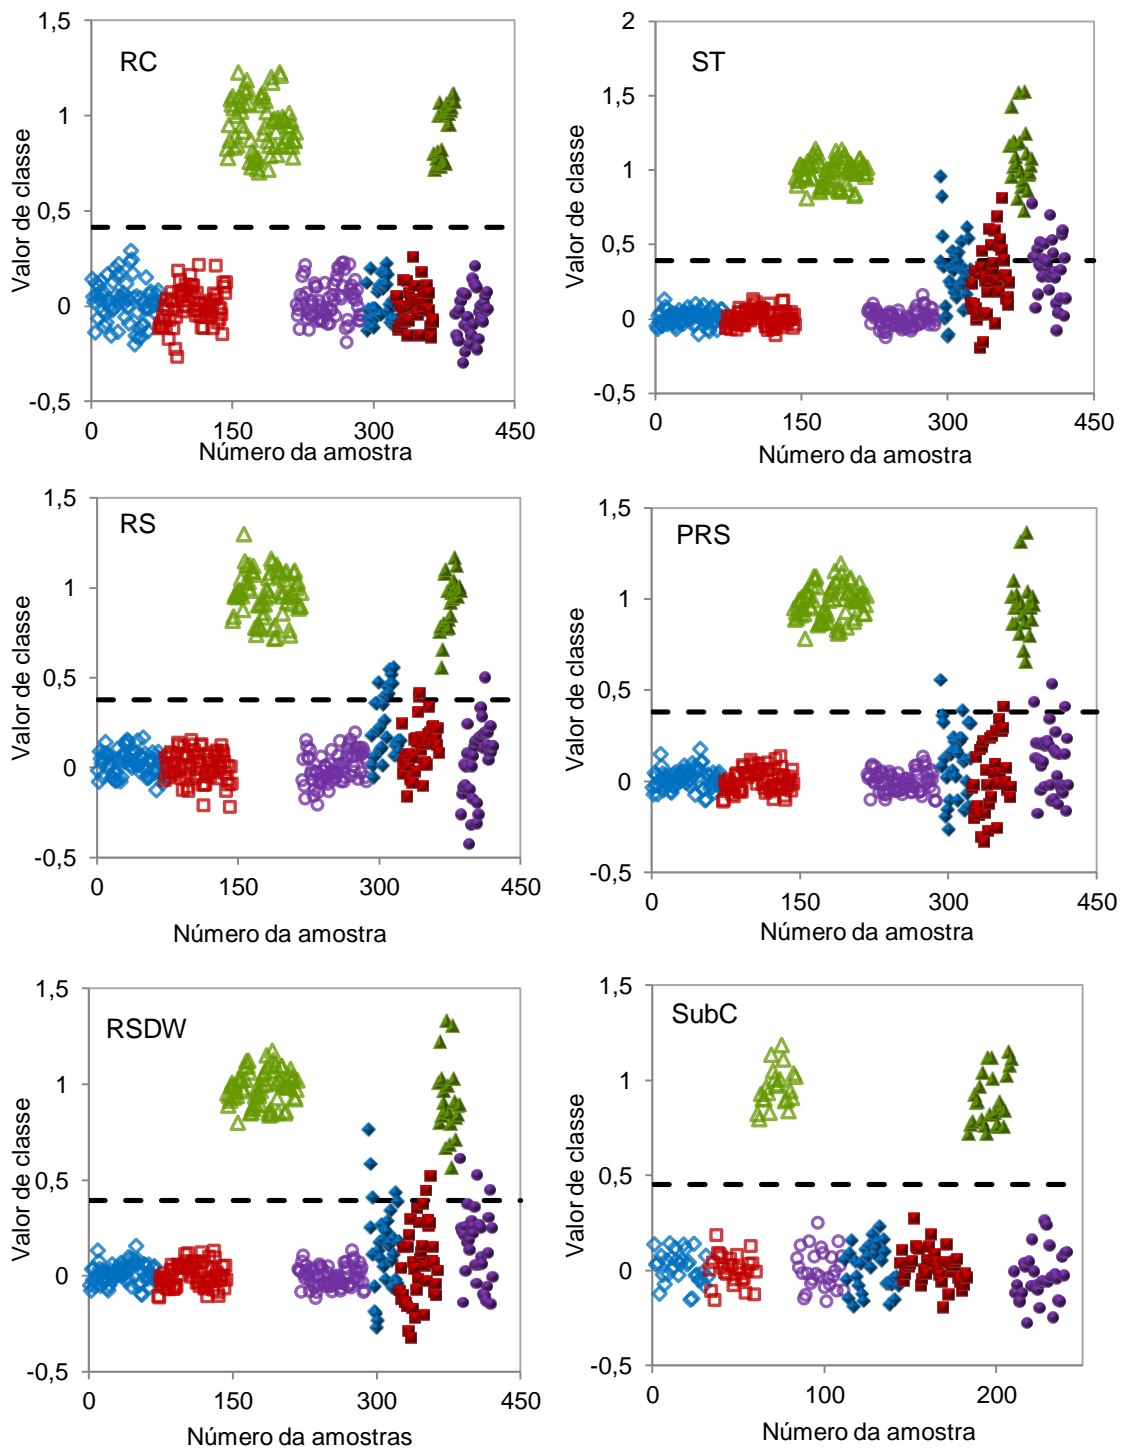 RC
Valor de classe
1,5
1
0,5
0
-0,5
0 150 300 450
Número da amostra
ST
Valor de classe
2
1,5
1
0,5
0
-0,5
0 150 300 450
Número da amostra
RS
Valor de classe
1,5
1
0,5
0
-0,5
0 150 300 450
Número da amostra
PRS
Valor de classe
1,5
1
0,5
0
-0,5
0 150 300 450
Número da amostra
RSDW
Valor de classe
1,5
1
0,5
0
-0,5
0 150 300 450
Número da amostras
SubC
Valor de classe
1,5
1
0,5
0
-0,5
0 100 200
Número da amostra